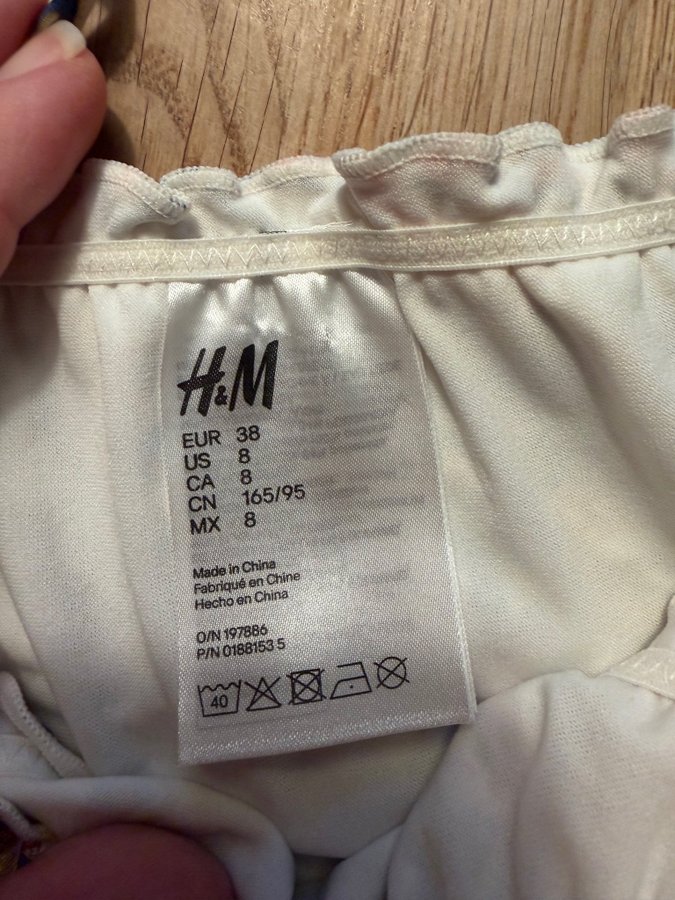 H&M
EUR 38
US 8
CA 8
CN 165/95
MX 8
Made in China
Fabriqué en Chine
Hecho en China
O/N 197886
P/N 0188153 5
40